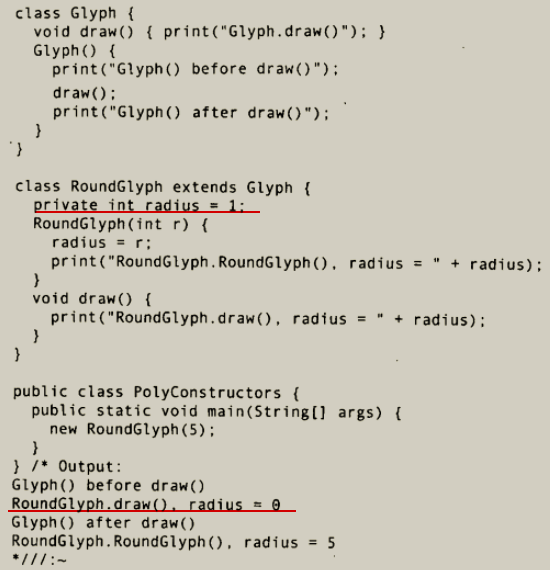 class Glyph {
  void draw() { print("Glyph.draw()"); }
  Glyph() {
    print("Glyph() before draw()");
    draw();
    print("Glyph() after draw()");
  }
}
class RoundGlyph extends Glyph {
  private int radius = 1;
  RoundGlyph(int r) {
    radius = r;
    print("RoundGlyph.RoundGlyph(), radius = " + radius);
  }
  void draw() {
    print("RoundGlyph.draw(), radius = " + radius);
  }
}
public class PolyConstructors {
  public static void main(String[] args) {
    new RoundGlyph(5);
  }
} /* Output:
Glyph() before draw()
RoundGlyph.draw(), radius = 0
Glyph() after draw()
RoundGlyph.RoundGlyph(), radius = 5
*///:~